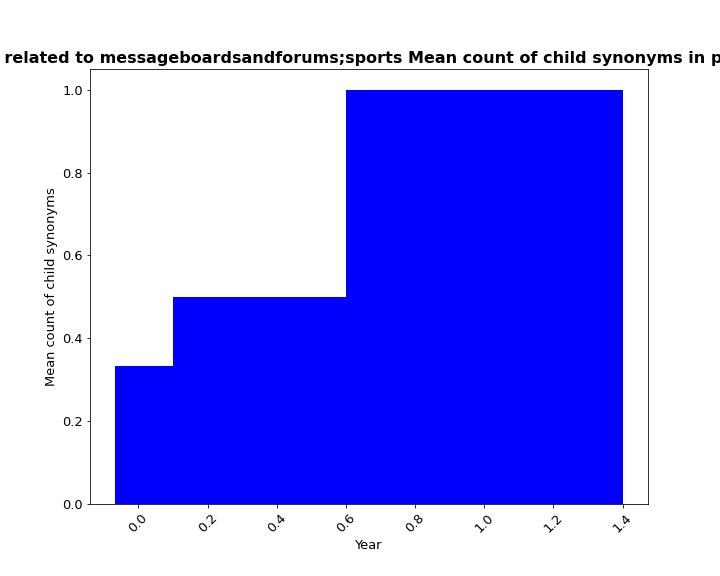 related to messageboardsandforums;sports Mean count of child synonyms in
1.0
0.8
0.6
0.4
0.2
0.0
Mean count of child synonyms
0.0 0.2 0.4 0.6 0.8 1.0 1.2 1.4
Year